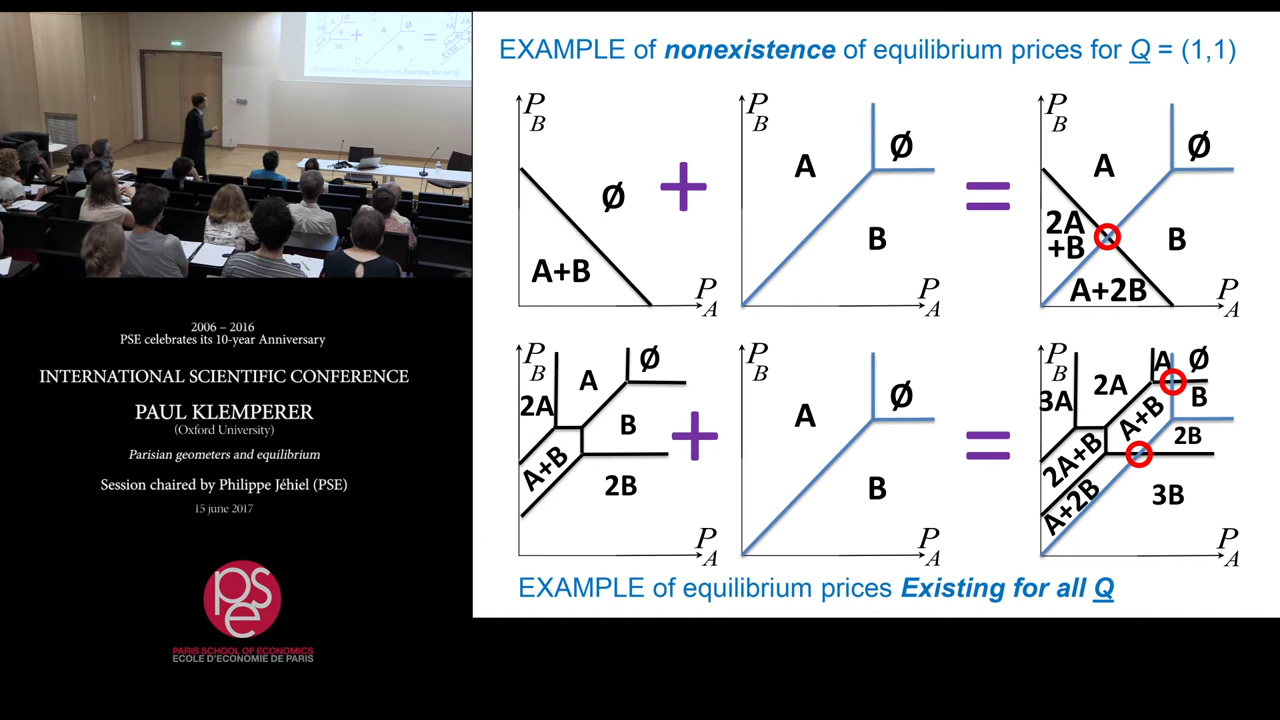 EXAMPLE of nonexistence of equilibrium prices for Q = (1,1)
P
B
Ø
A+B
P
A
+
P
B
A
Ø
B
P
A
=
P
B
A
Ø
2A
+B
B
A+2B
P
A
P
B
Ø
A
2A
B
A+B
2B
P
A
+
P
B
A
Ø
B
P
A
=
P
B
A
Ø
2A
3A
B
A+B
2B
2A+B
A+2B
3B
P
A
EXAMPLE of equilibrium prices Existing for all Q
2006 – 2016
PSE celebrates its 10-year Anniversary
INTERNATIONAL SCIENTIFIC CONFERENCE
PAUL KLEMPERER
(Oxford University)
Parisian geometers and equilibrium
Session chaired by Philippe Jéhiel (PSE)
15 june 2017
pse
PARIS SCHOOL OF ECONOMICS
ECOLE D'ECONOMIE DE PARIS